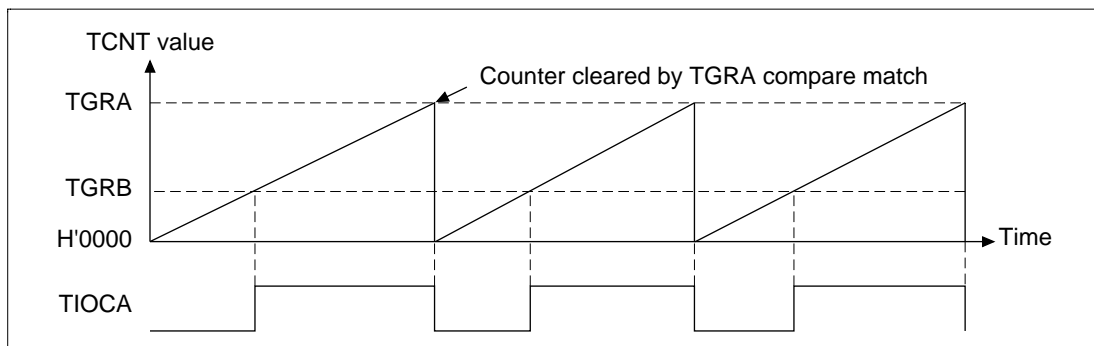 TCNT value
Counter cleared by TGRA compare match
TGRA
TGRB
H'0000
Time
TIOCA